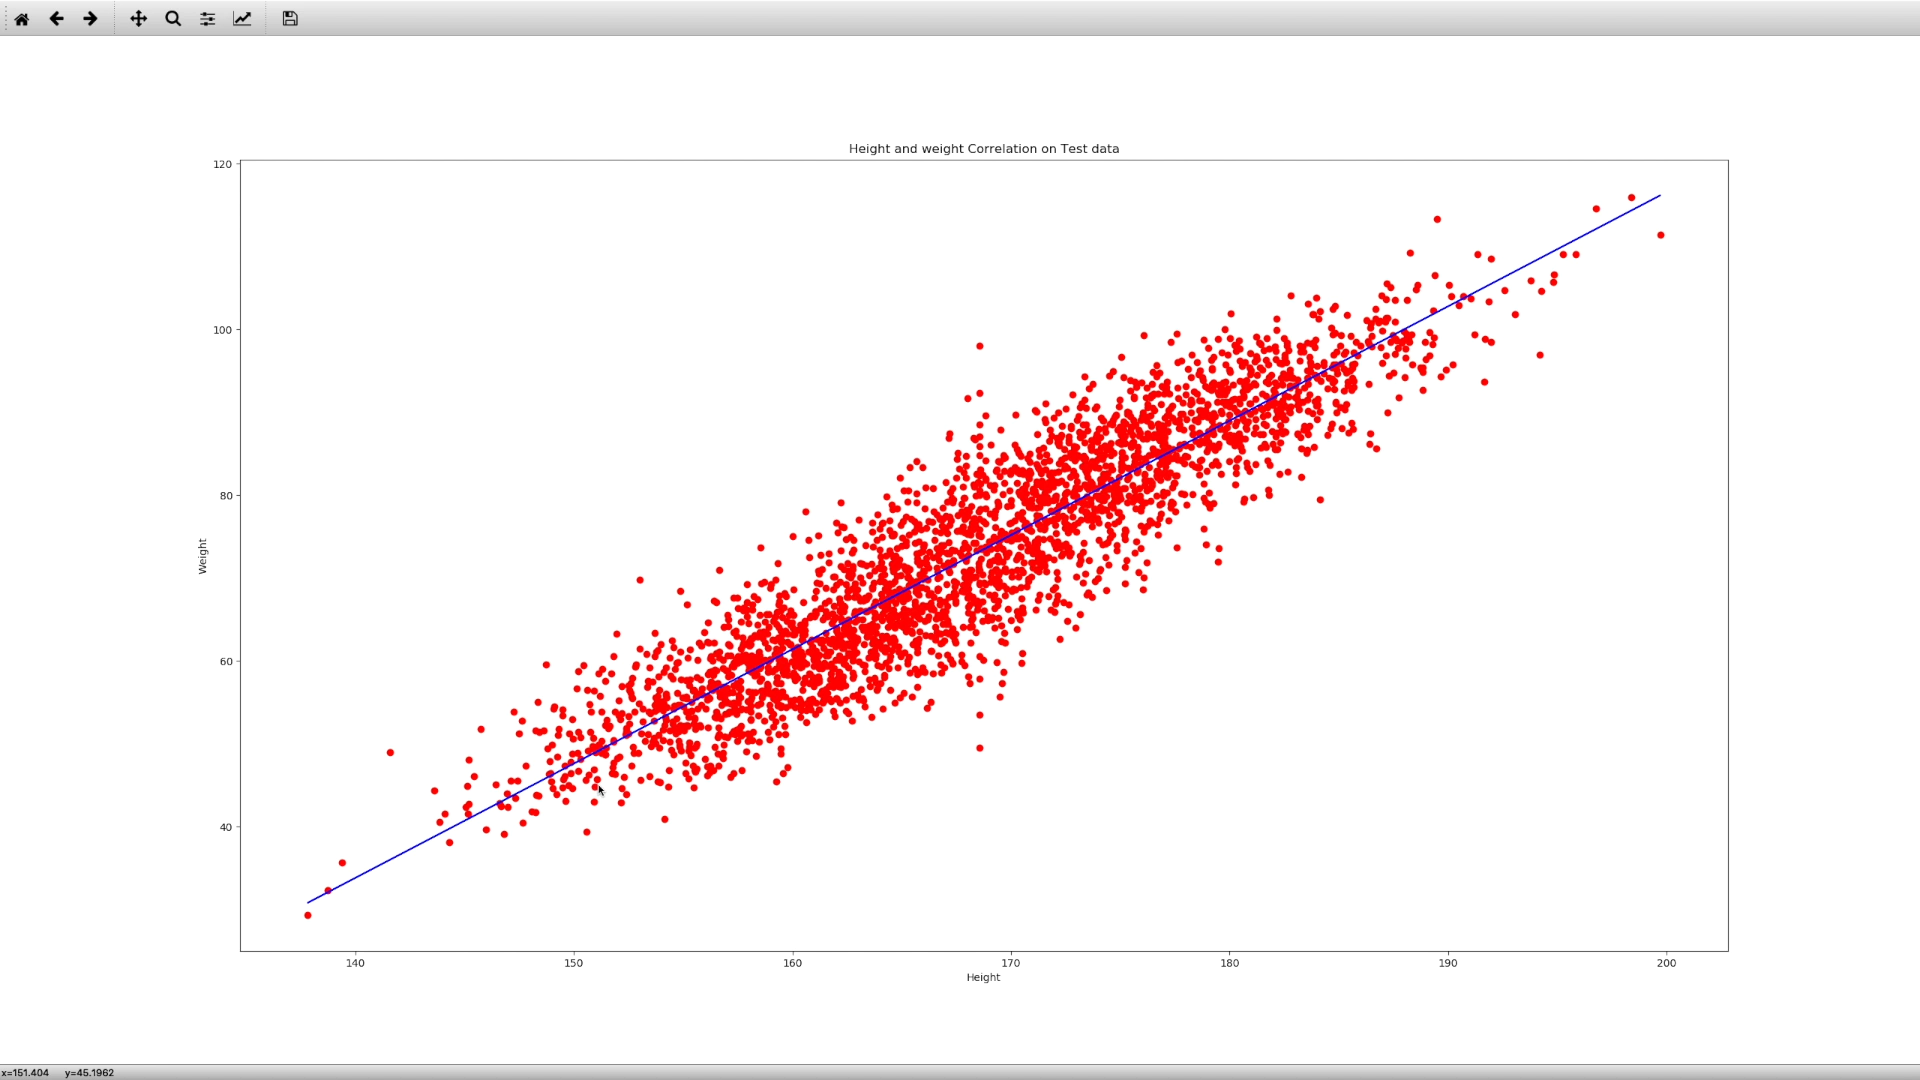 Height and weight Correlation on Test data
120
100
80
60
40
Weight
140 150 160 170 180 190 200
Height
x=151.404 y=45.1962